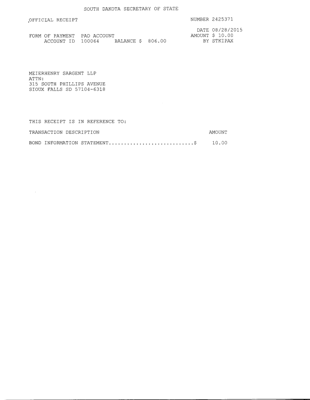 SOUTH DAKOTA SECRETARY OF STATE
OFFICIAL RECEIPT NUMBER 2425371
DATE 08/28/2015
FORM OF PAYMENT PAD ACCOUNT AMOUNT $ 10.00
ACCOUNT ID 100064 BALANCE $ 806.00 BY STRIPAX
MEIERHENRY SARGENT LLP
ATTN:
315 SOUTH PHILLIPS AVENUE
SIOUX FALLS SD 57104-6318
THIS RECEIPT IS IN REFERENCE TO:
TRANSACTION DESCRIPTION AMOUNT
BOND INFORMATION STATEMENT............................$ 10.00